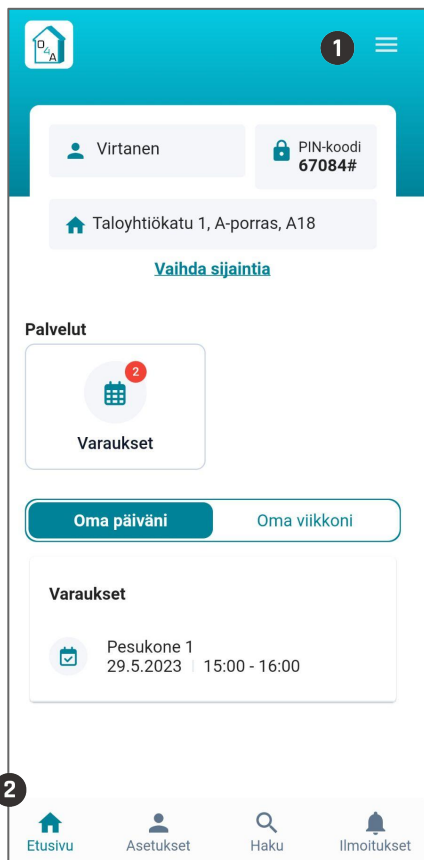 D
4
A
1
Virtanen
PIN-koodi
67084#
Taloyhtiökatu 1, A-porras, A18
Vaihda sijaintia
Palvelut
2
Varaukset
Oma päiväni
Oma viikkoni
Varaukset
Pesukone 1
29.5.2023 | 15:00 - 16:00
2
Etusivu
Asetukset
Haku
Ilmoitukset